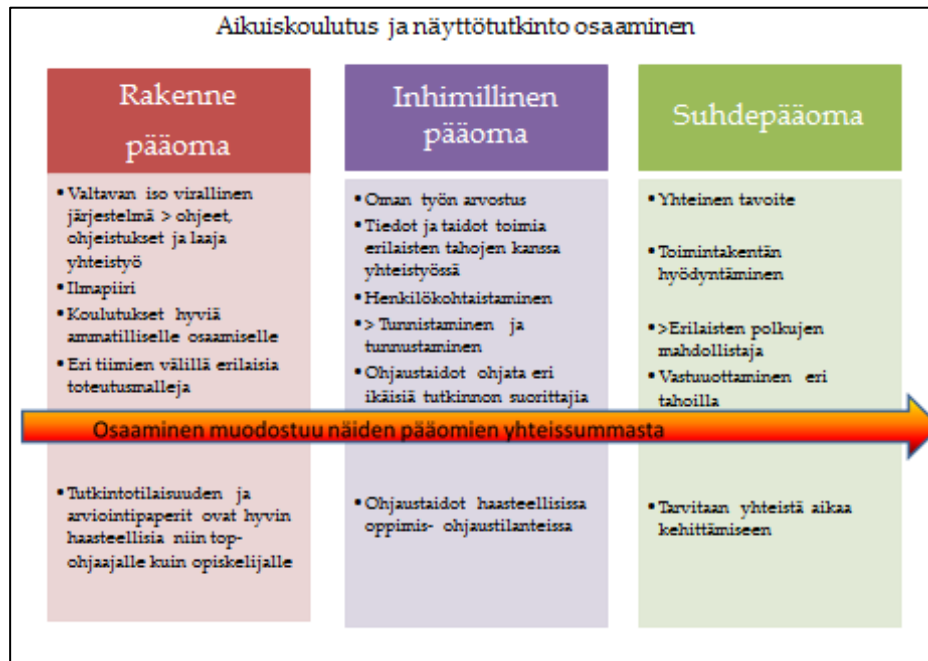 Aikuiskoulutus ja näyttötutkinto osaaminen
Rakenne
pääoma
• Valtavan iso virallinen
järjestelmä > ohjeet,
ohjeistukset ja laaja
yhteistyö
• Ilmapiiri
• Koulutukset hyviä
ammatilliselle osaamiselle
• Eri tiimien välillä erilaisia
toteutusmalleja
Inhimillinen
pääoma
• Oman työn arvostus
• Tiedot ja taidot toimia
erilaisten tahojen kanssa
yhteistyössä
• Henkilökohtaistaminen
• > Tunnistaminen ja
tunnustaminen
• Ohjaustaidot ohjata eri
ikäisiä tutkinnon suorittajia
Suhdepääoma
• Yhteinen tavoite
• Toimintakentän
hyödyntäminen
• >Erilaisten polkujen
mahdollistaja
• Vastuuottaminen eri
tahoilla
Osaaminen muodostuu näiden pääomien yhteissummasta
• Tutkintotilaisuuden ja
arviointipaperit ovat hyvin
haasteellisia niin top-
ohjaajalle kuin opiskelijalle
• Ohjaustaidot haasteellisissa
oppimis- ohjaustilanteissa
• Tarvitaan yhteistä aikaa
kehittämiseen